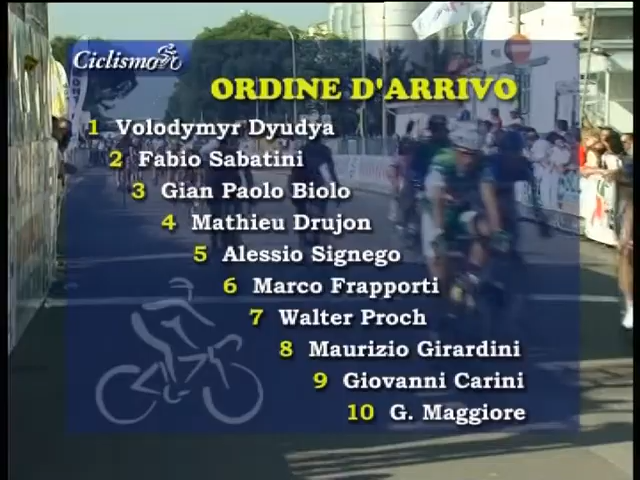 Ciclismo
ORDINE D'ARRIVO
1 Volodymyr Dyudya
2 Fabio Sabatini
3 Gian Paolo Biolo
4 Mathieu Drujon
5 Alessio Signego
6 Marco Frapporti
7 Walter Proch
8 Maurizio Girardini
9 Giovanni Carini
10 G. Maggiore